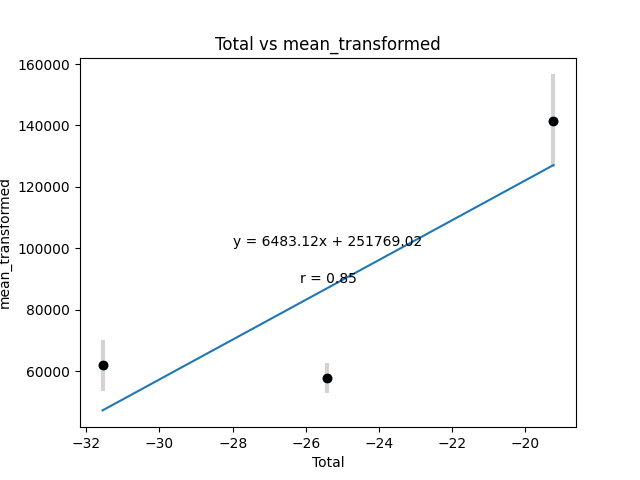 Total vs mean_transformed
160000
140000
120000
100000
80000
60000
mean_transformed
y = 6483.12x + 251769.02
r = 0.85
−32
−30
−28
−26
−24
−22
−20
Total